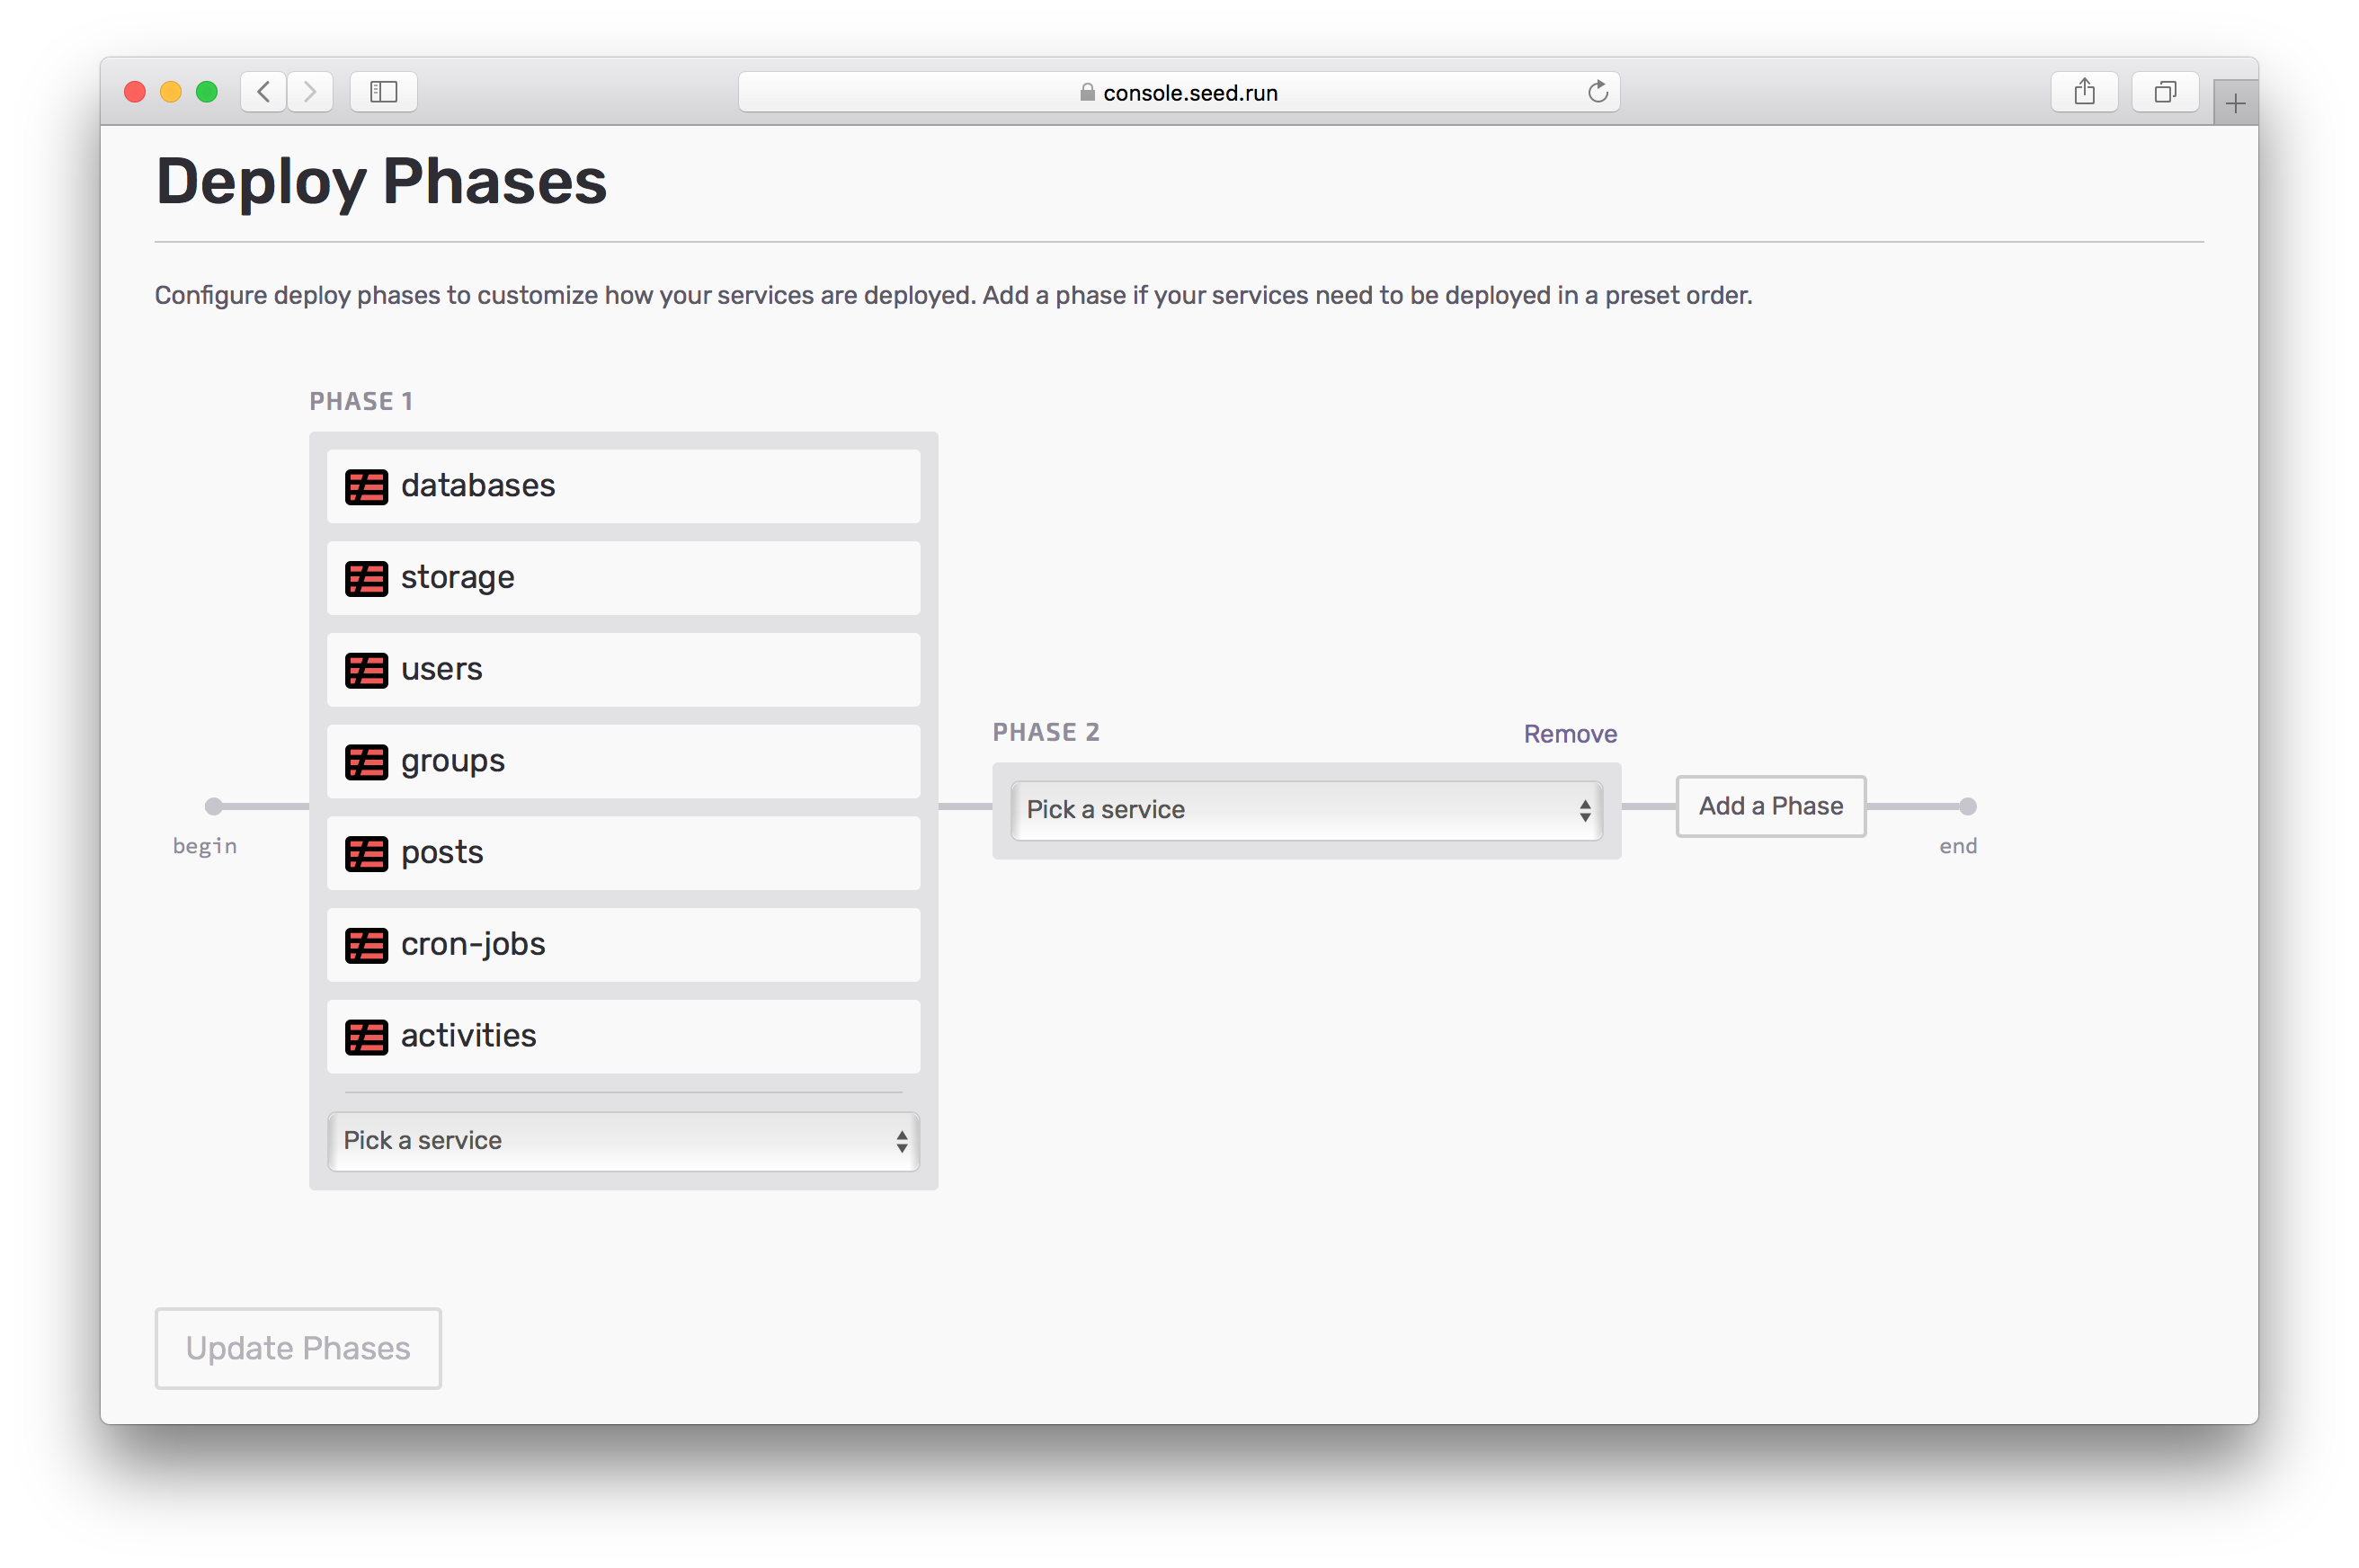 console.seed.run
Deploy Phases
Configure deploy phases to customize how your services are deployed. Add a phase if your services need to be deployed in a preset order.
PHASE 1
databases
storage
users
groups
posts
cron-jobs
activities
Pick a service
begin
PHASE 2
Remove
Pick a service
Add a Phase
end
Update Phases